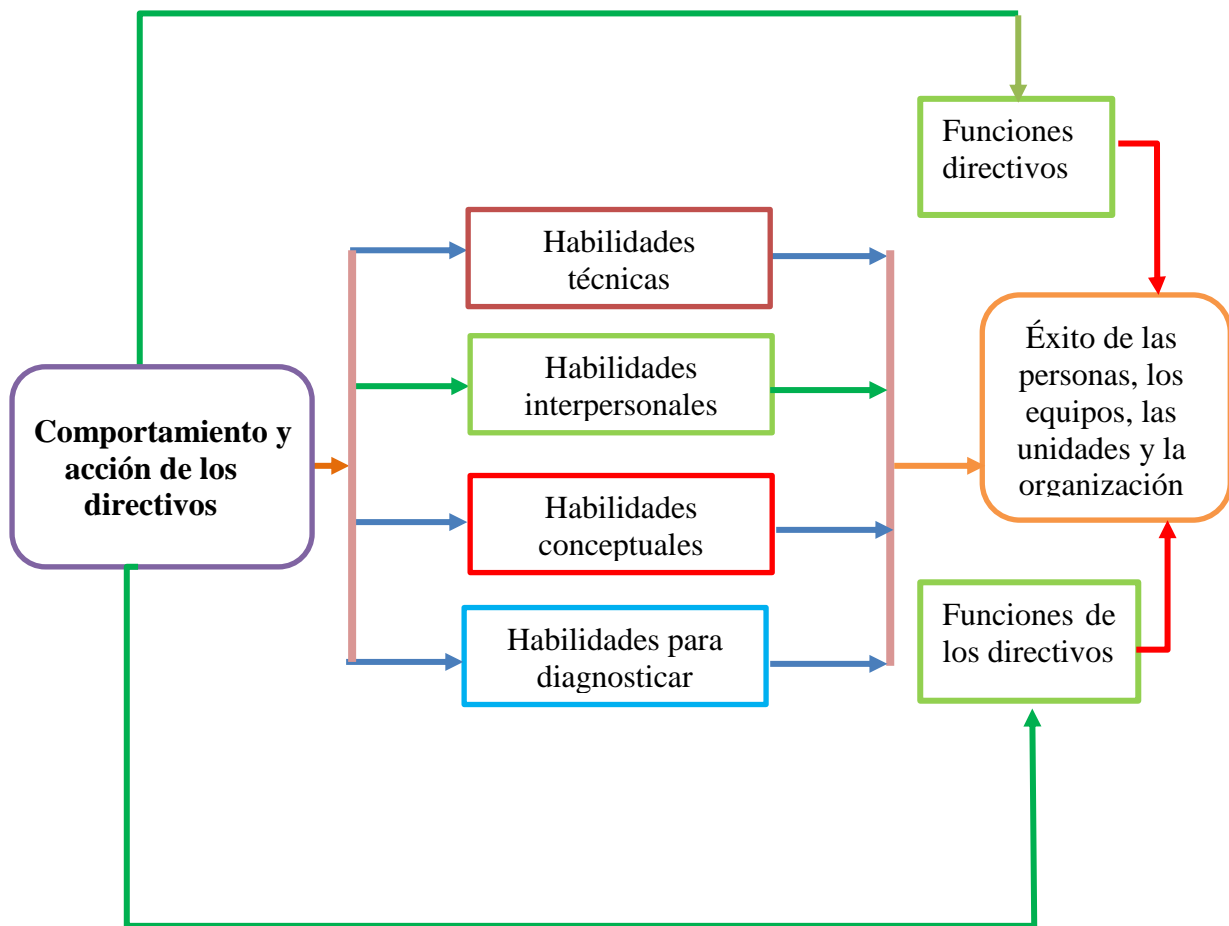 Funciones
directivos
Habilidades
técnicas
Habilidades
interpersonales
Comportamiento y
acción de los
directivos
Habilidades
conceptuales
Habilidades para
diagnosticar
Éxito de las
personas, los
equipos, las
unidades y la
organización
Funciones de
los directivos